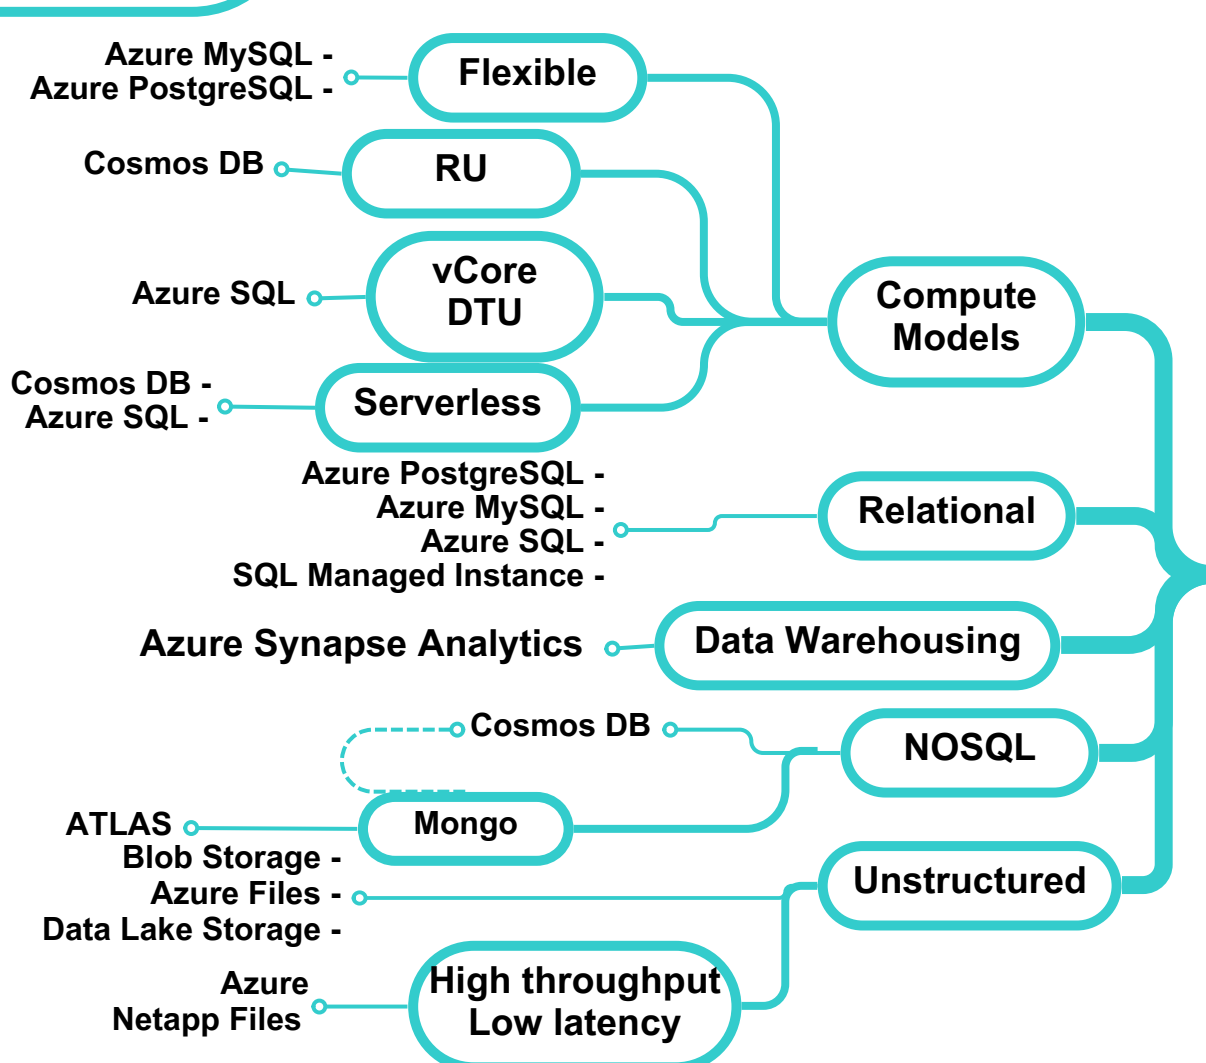 Azure MySQL -
Azure PostgreSQL -
Flexible
Cosmos DB
RU
Azure SQL
vCore
DTU
Compute
Models
Cosmos DB -
Azure SQL -
Serverless
Azure PostgreSQL -
Azure MySQL -
Azure SQL -
SQL Managed Instance -
Relational
Azure Synapse Analytics
Data Warehousing
Cosmos DB
NOSQL
ATLAS
Mongo
Blob Storage -
Azure Files -
Data Lake Storage -
Unstructured
Azure
Netapp Files
High throughput
Low latency